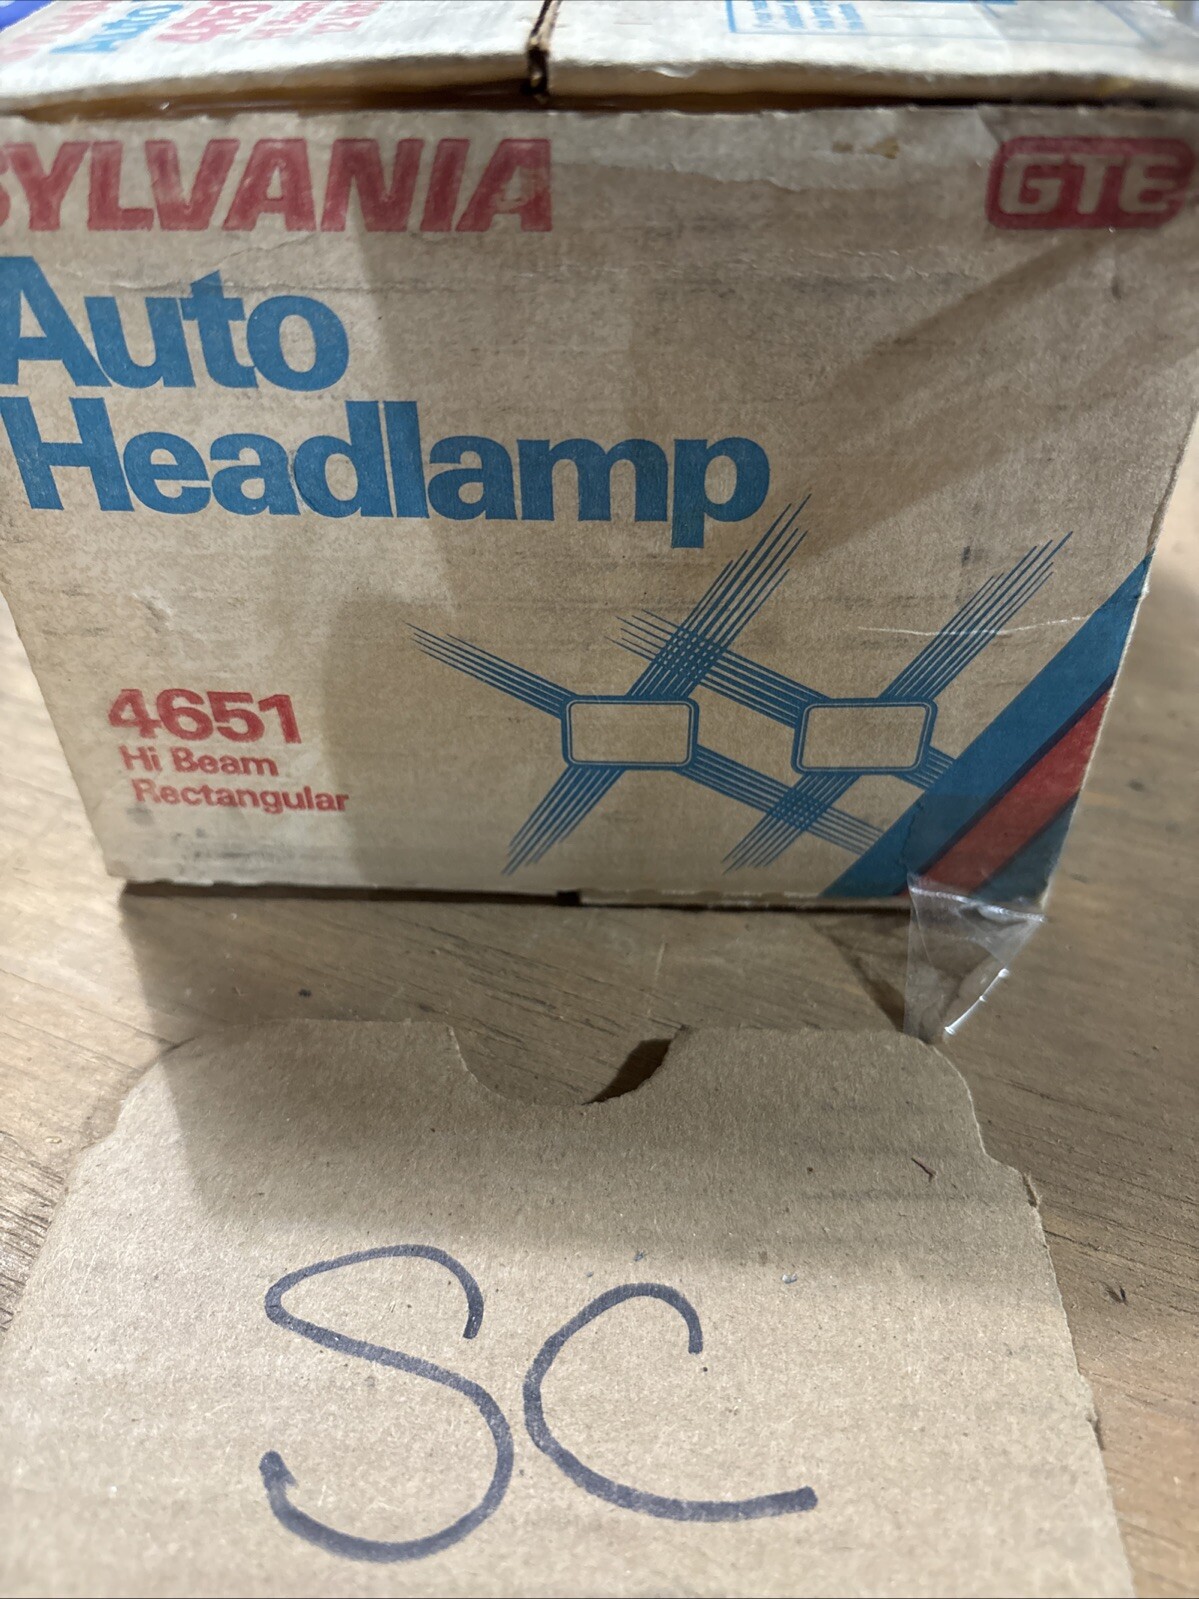 SYLVANIA
GTE
Auto
Headlamp
4651
Hi Beam
Rectangular
SC